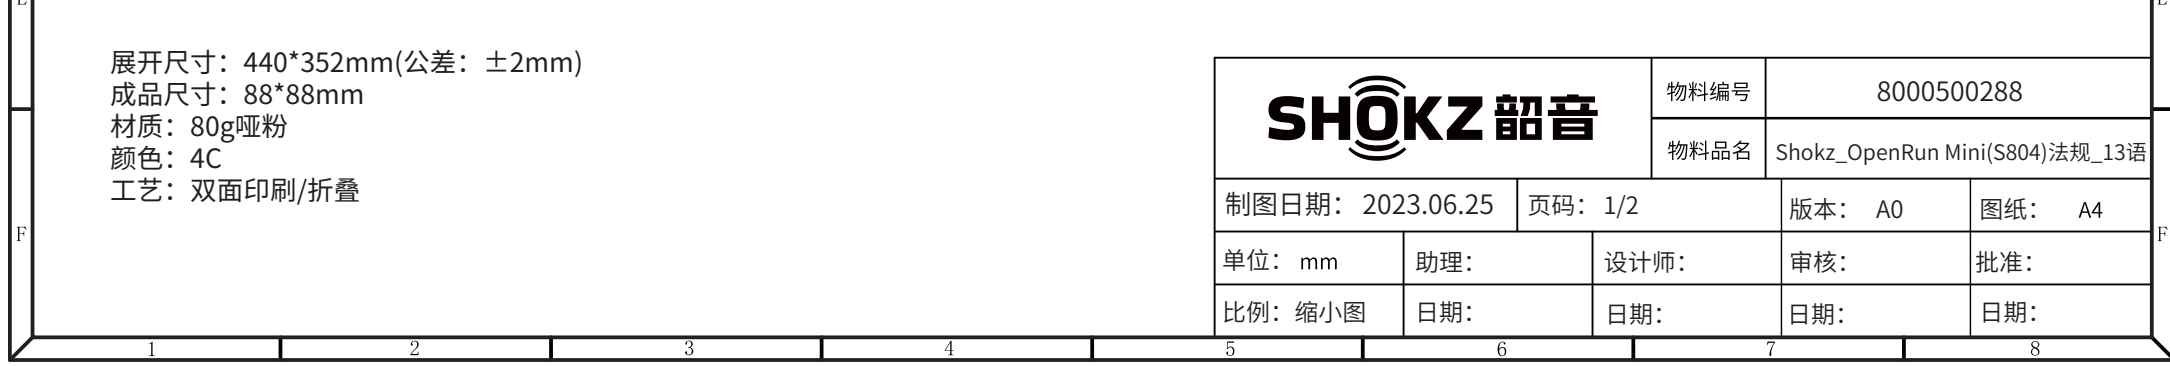 展开尺寸：440*352mm(公差：±2mm)
成品尺寸：88*88mm
材质：80g哑粉
颜色：4C
工艺：双面印刷/折叠
SHOKZ 韶音
物料编号 8000500288
物料品名 Shokz_OpenRun Mini(S804)法规_13语
制图日期： 2023.06.25 页码： 1/2 版本： A0 图纸： A4
单位： mm 助理： 设计师： 审核： 批准：
比例：缩小图 日期： 日期： 日期： 日期：
F F
1 2 3 4 5 6 7 8